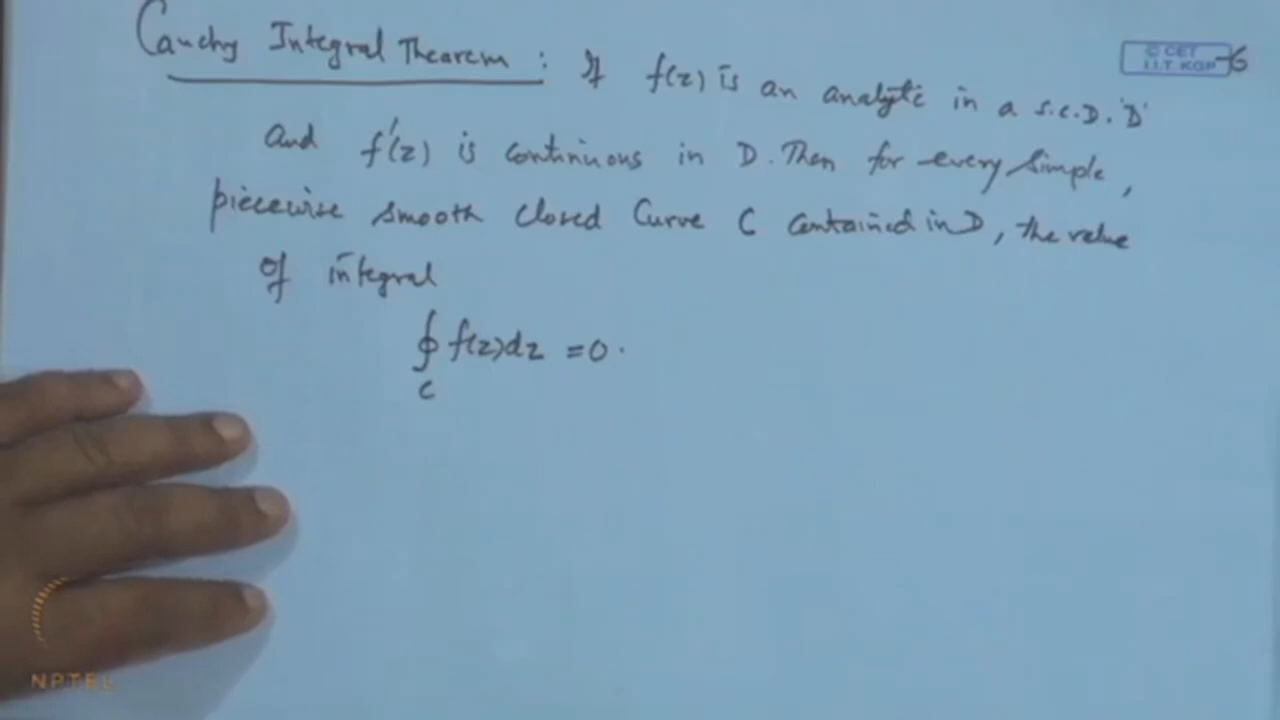 Cauchy Integral Theorem : If f(z) is an analytic in a s.c.D. 'D'
and f'(z) is continuous in D. Then for every simple,
piecewise smooth closed Curve C contained in D, the value
of integral
∮ f(z)dz = 0.
C
© CET
I.I.T. KGP
6
NPTEL